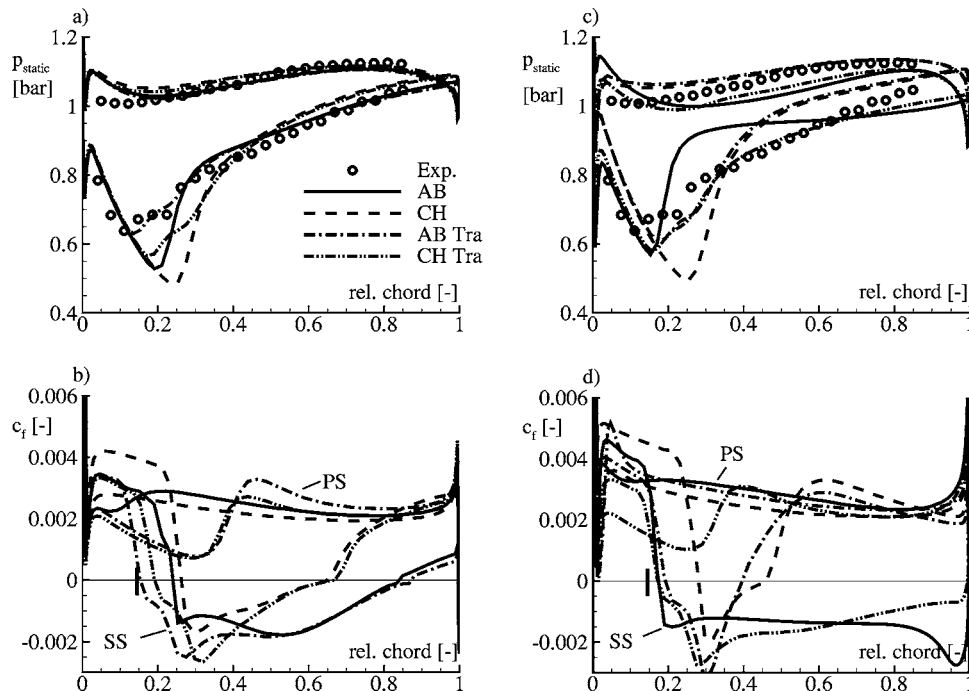 a)
1.2
p_static
[bar]
1
0.8
0.6
0.4
Exp.
AB
CH
AB Tra
CH Tra
rel. chord [-]
0 0.2 0.4 0.6 0.8 1
c)
1.2
p_static
[bar]
1
0.8
0.6
0.4
rel. chord [-]
0 0.2 0.4 0.6 0.8 1
b)
0.006
c_f [-]
0.004
0.002
0
-0.002
PS
SS
rel. chord [-]
0 0.2 0.4 0.6 0.8 1
d)
0.006
c_f [-]
0.004
0.002
0
-0.002
PS
SS
rel. chord [-]
0 0.2 0.4 0.6 0.8 1